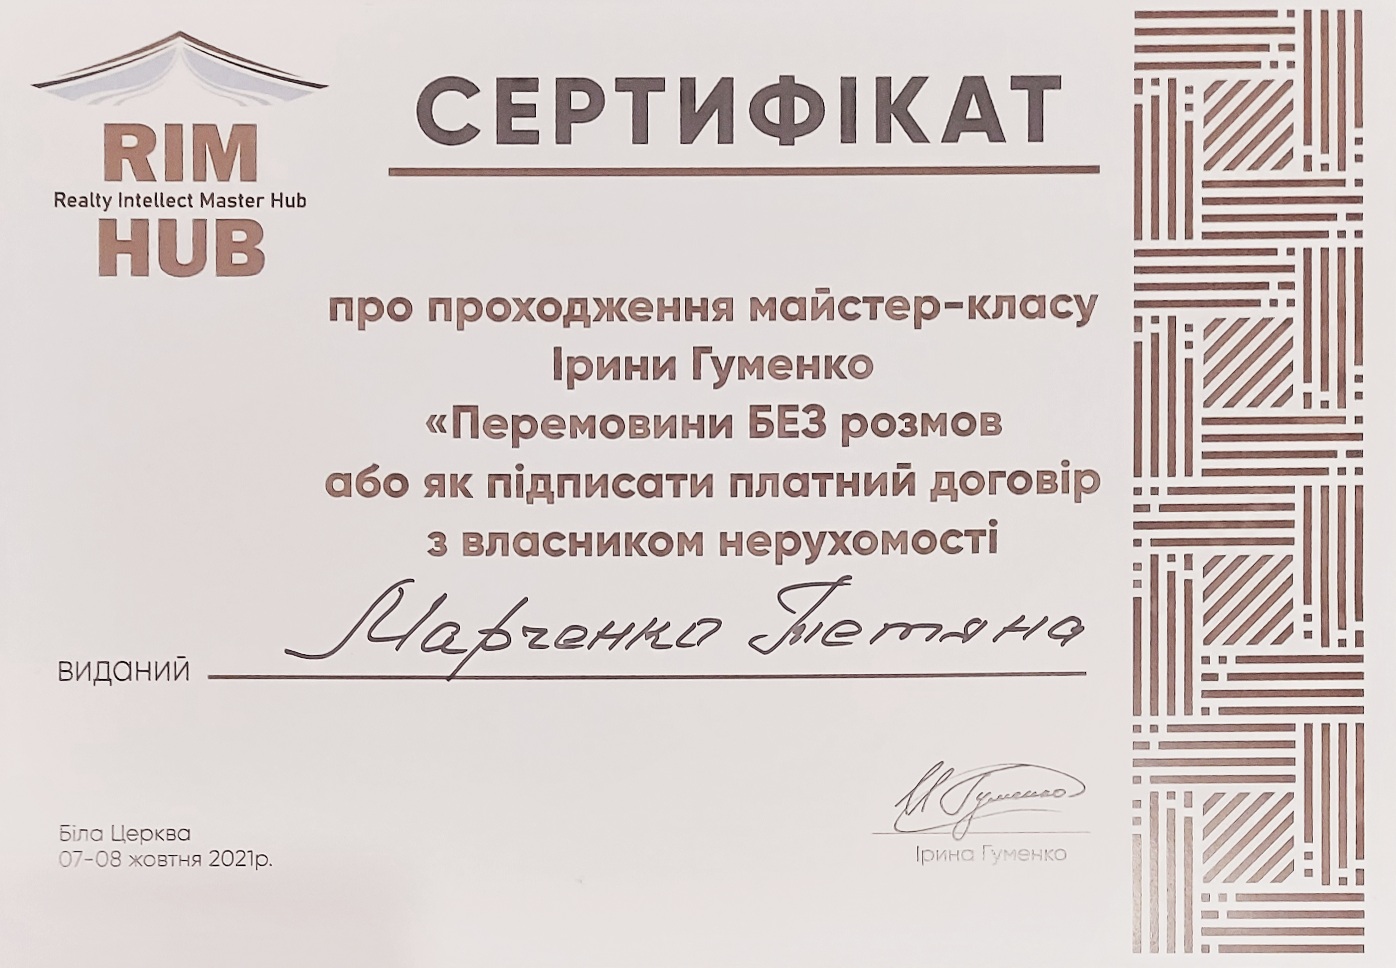 RIM
Realty Intellect Master Hub
HUB
СЕРТИФІКАТ
про проходження майстер-класу
Ірини Гуменко
«Перемовини БЕЗ розмов
або як підписати платний договір
з власником нерухомості
виданий Марченко Тетяна
Біла Церква
07-08 жовтня 2021р.
И Гуменко
Ірина Гуменко